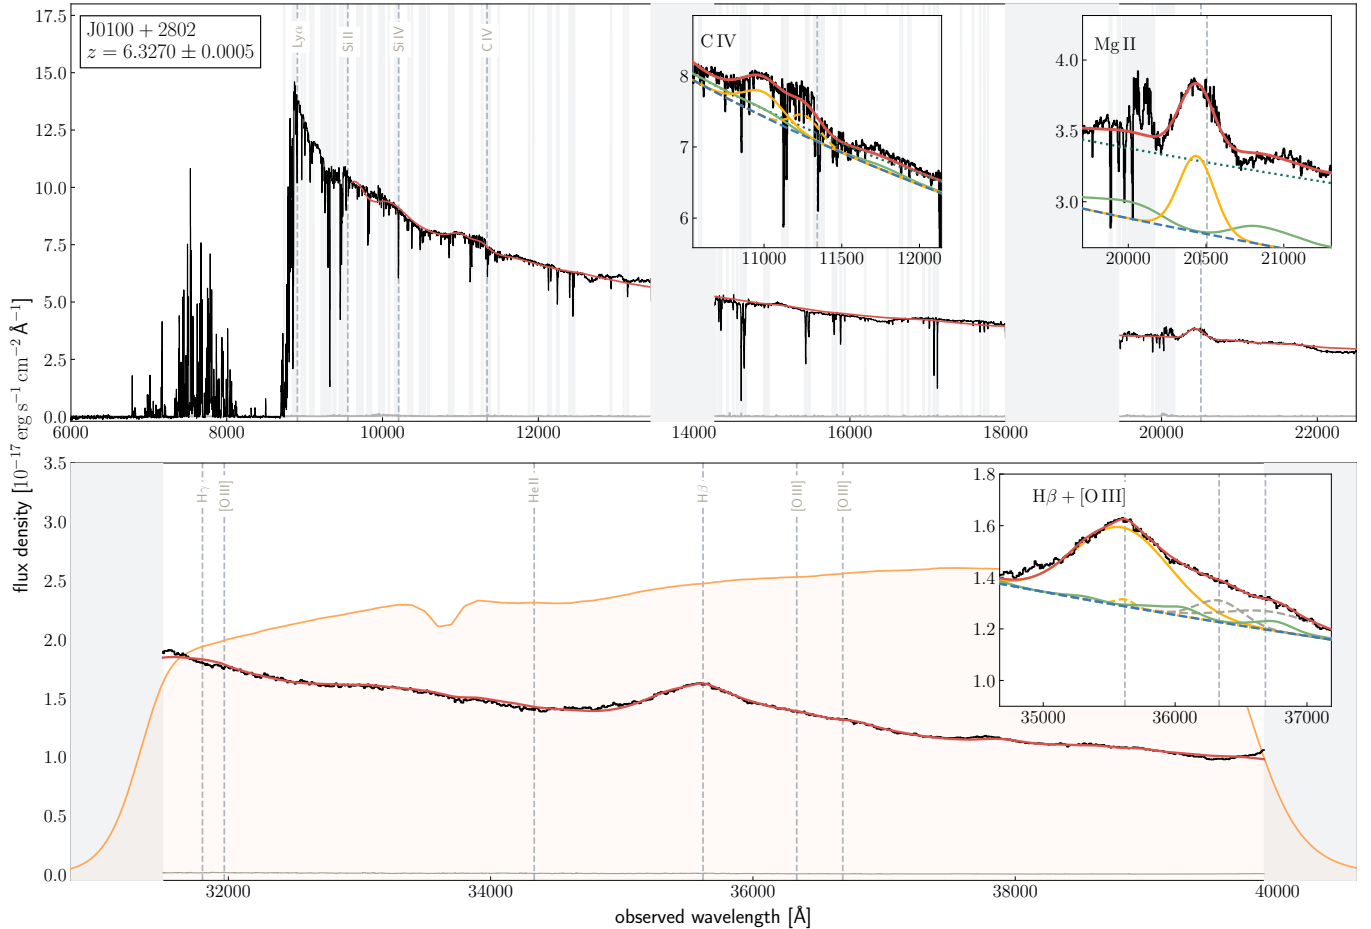 J0100 + 2802
z = 6.3270 ± 0.0005
17.5
15.0
12.5
10.0
7.5
5.0
2.5
0.0
Lyα
Si II
Si IV
C IV
C IV
8
7
6
11000
11500
12000
Mg II
4.0
3.5
3.0
20000
20500
21000
6000
8000
10000
12000
14000
16000
18000
20000
22000
flux density [10⁻¹⁷ erg s⁻¹ cm⁻² Å⁻¹]
3.5
3.0
2.5
2.0
1.5
1.0
0.5
0.0
Hγ
[O III]
He II
Hβ
[O III]
[O III]
Hβ + [O III]
1.8
1.6
1.4
1.2
1.0
35000
36000
37000
32000
34000
36000
38000
40000
observed wavelength [Å]